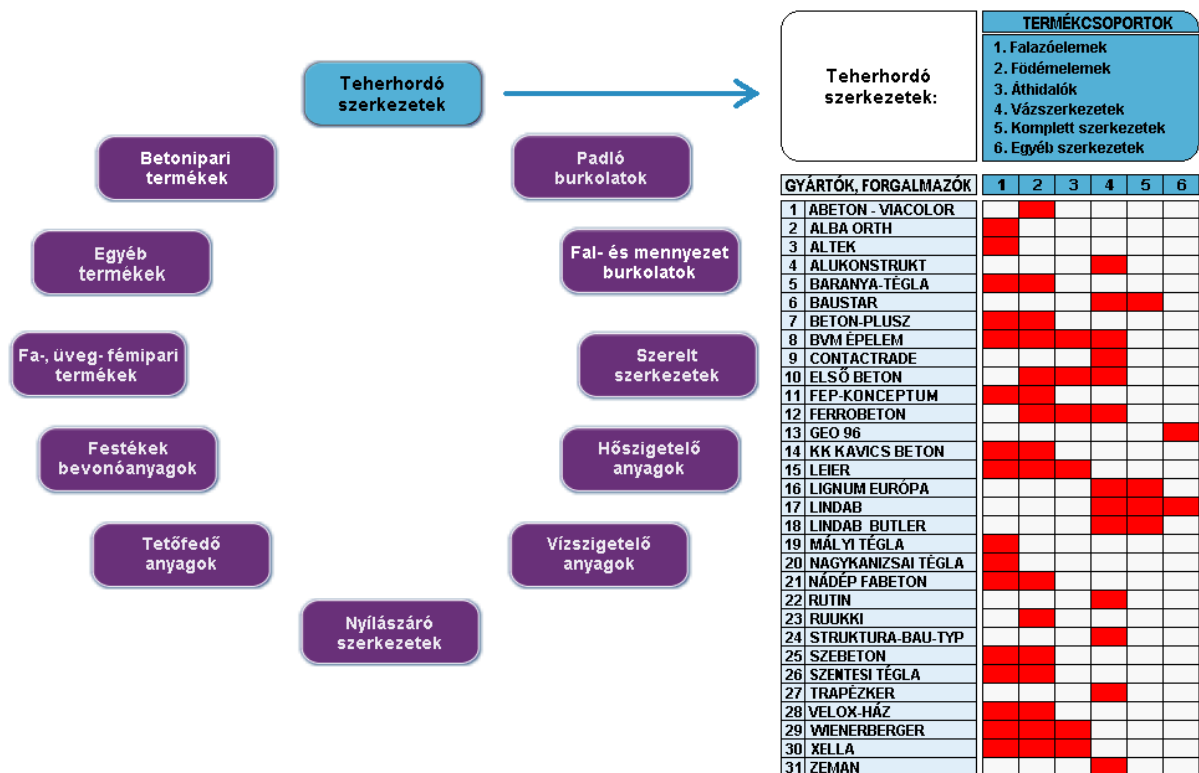 Teherhordó
szerkezetek
Betonipari
termékek
Padló
burkolatok
Egyéb
termékek
Fal- és mennyezet
burkolatok
Fa-, üveg- fémipari
termékek
Szerelt
szerkezetek
Festékek
bevonóanyagok
Hőszigetelő
anyagok
Tetőfedő
anyagok
Vízszigetelő
anyagok
Nyílászáró
szerkezetek
Teherhordó
szerkezetek:
TERMÉKCSOPORTOK
1. Falazóelemek
2. Födémelemek
3. Áthidalók
4. Vázszerkezetek
5. Komplett szerkezetek
6. Egyéb szerkezetek
GYÁRTÓK, FORGALMAZÓK 1 2 3 4 5 6
1 ABETON - VIACOLOR
2 ALBA ORTH
3 ALTEK
4 ALUKONSTRUKT
5 BARANYA-TÉGLA
6 BAUSTAR
7 BETON-PLUSZ
8 BVM ÉPELEM
9 CONTACTRADE
10 ELSŐ BETON
11 FEP-KONCEPTUM
12 FERROBETON
13 GEO 96
14 KK KAVICS BETON
15 LEIER
16 LIGNUM EURÓPA
17 LINDAB
18 LINDAB BUTLER
19 MÁLYI TÉGLA
20 NAGYKANIZSAI TÉGLA
21 NÁDÉP FABETON
22 RUTIN
23 RUUKKI
24 STRUKTURA-BAU-TYP
25 SZEBETON
26 SZENTESI TÉGLA
27 TRAPÉZKER
28 VELOX-HÁZ
29 WIENERBERGER
30 XELLA
31 ZEMAN